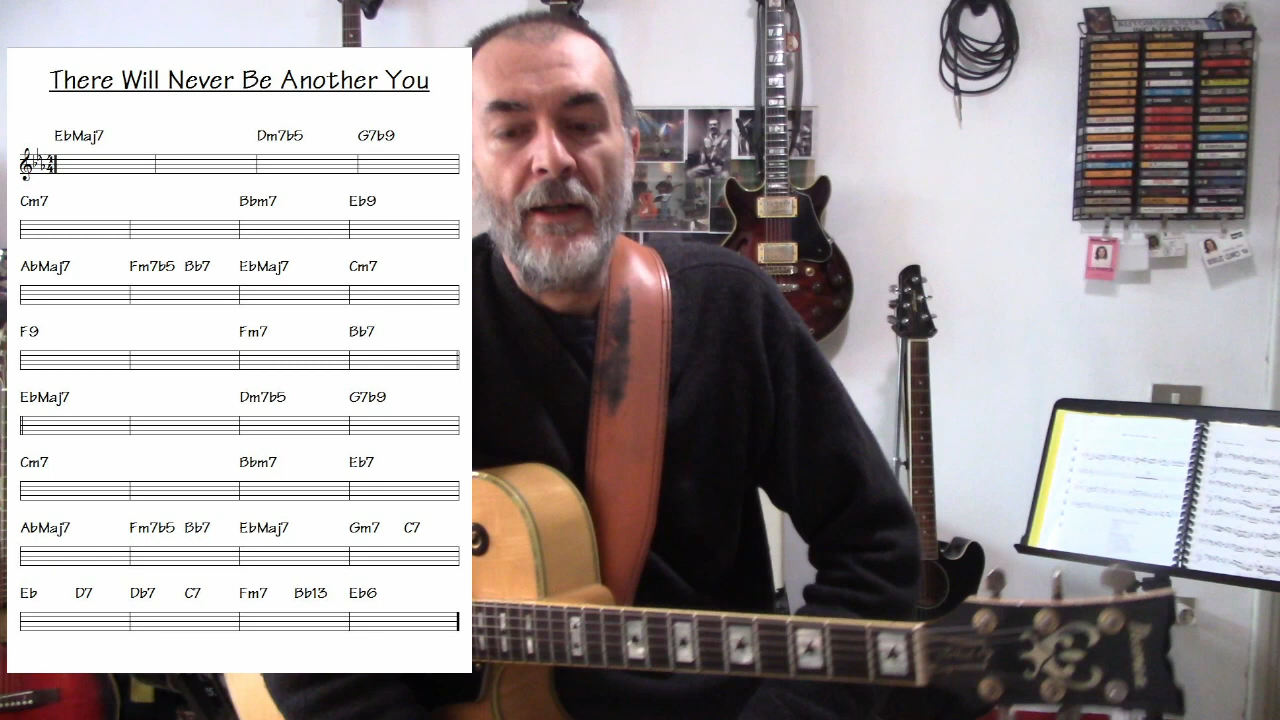 There Will Never Be Another You
EbMaj7 Dm7b5 G7b9
Cm7 Bbm7 Eb9
AbMaj7 Fm7b5 Bb7 EbMaj7 Cm7
F9 Fm7 Bb7
EbMaj7 Dm7b5 G7b9
Cm7 Bbm7 Eb7
AbMaj7 Fm7b5 Bb7 EbMaj7 Gm7 C7
Eb D7 Db7 C7 Fm7 Bb13 Eb6
Ibanez